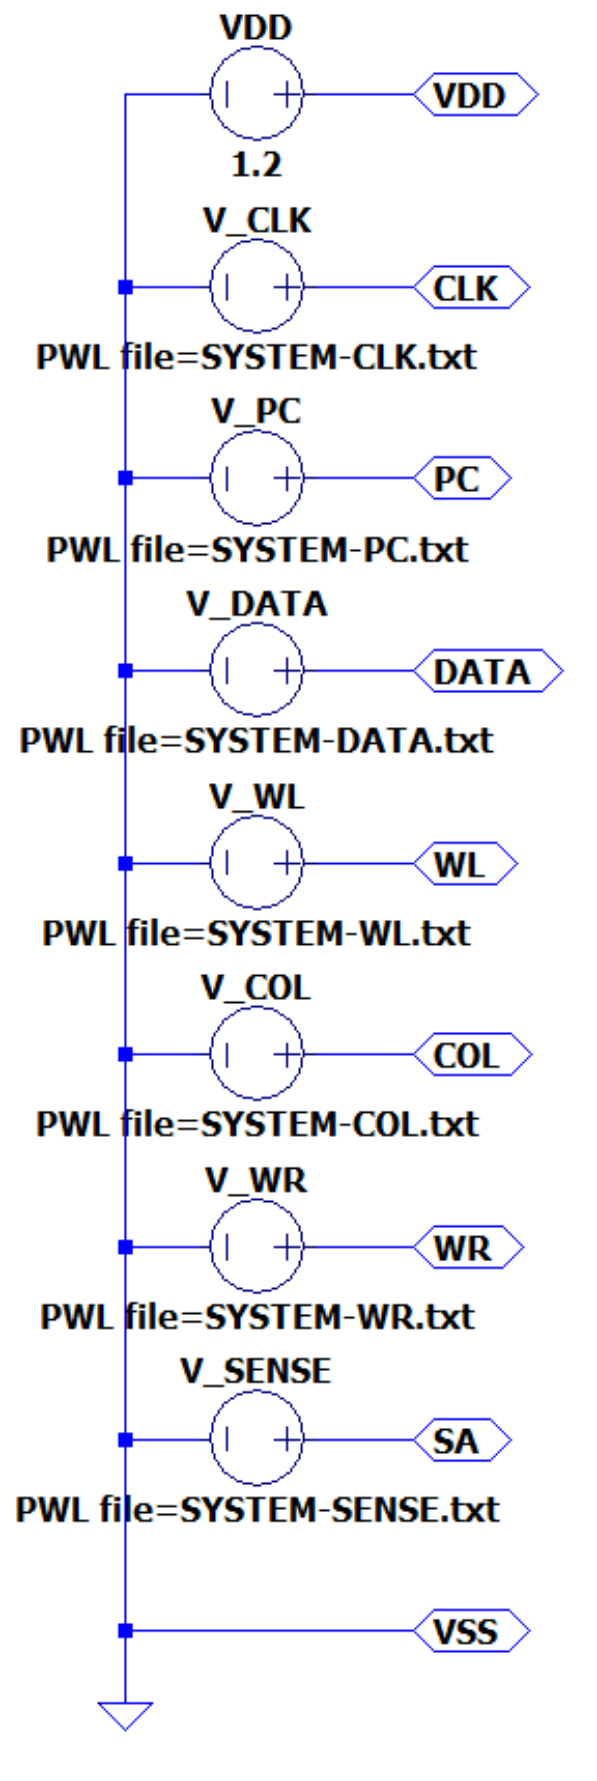 VDD
VDD
1.2
V_CLK
CLK
PWL file=SYSTEM-CLK.txt
V_PC
PC
PWL file=SYSTEM-PC.txt
V_DATA
DATA
PWL file=SYSTEM-DATA.txt
V_WL
WL
PWL file=SYSTEM-WL.txt
V_COL
COL
PWL file=SYSTEM-COL.txt
V_WR
WR
PWL file=SYSTEM-WR.txt
V_SENSE
SA
PWL file=SYSTEM-SENSE.txt
VSS